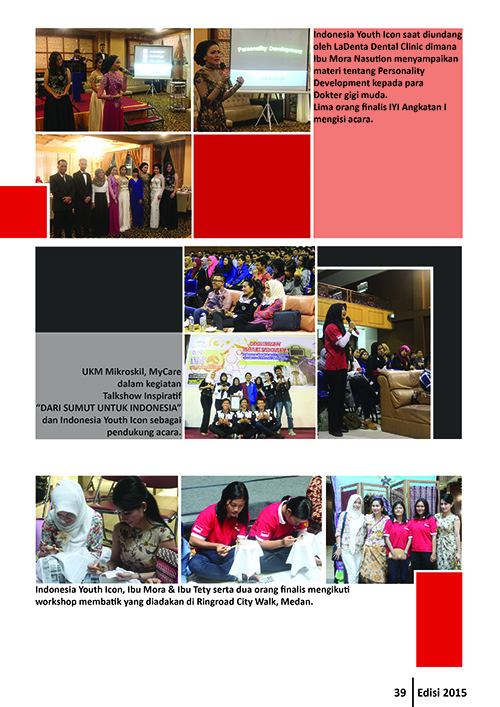 Personality Development
Indonesia Youth Icon saat diundang
oleh LaDenta Dental Clinic dimana
Ibu Mora Nasution menyampaikan
materi tentang Personality
Development kepada para
Dokter gigi muda.
Lima orang finalis IYI Angkatan I
mengisi acara.
UKM Mikroskil, MyCare
dalam kegiatan
Talkshow Inspiratif
“DARI SUMUT UNTUK INDONESIA”
dan Indonesia Youth Icon sebagai
pendukung acara.
Indonesia Youth Icon, Ibu Mora & Ibu Tety serta dua orang finalis mengikuti
workshop membatik yang diadakan di Ringroad City Walk, Medan.
39 Edisi 2015